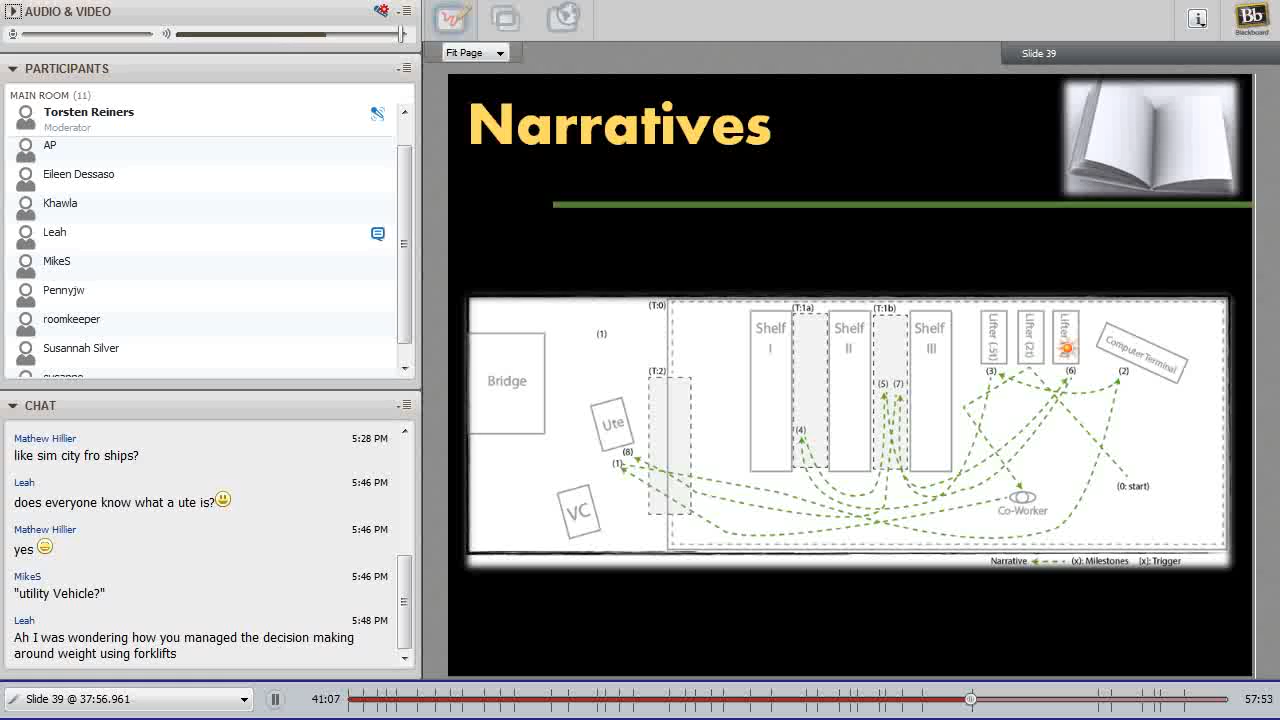 AUDIO & VIDEO
PARTICIPANTS
MAIN ROOM (11)
Torsten Reiners
Moderator
AP
Eileen Dessaso
Khawla
Leah
MikeS
Pennyjw
roomkeeper
Susannah Silver
CHAT
Mathew Hillier 5:28 PM
like sim city fro ships?
Leah 5:46 PM
does everyone know what a ute is?
Mathew Hillier 5:46 PM
yes
MikeS 5:46 PM
"utility Vehicle?"
Leah 5:48 PM
Ah I was wondering how you managed the decision making
around weight using forklifts
Slide 39 @ 37:56.961
41:07
57:53
Fit Page
Slide 39
Bb
Blackboard
Narratives
(T:0)
(1)
(T:2)
Bridge
Ute
(8)
(1)
VC
Shelf
I
(T:1a)
(4)
Shelf
II
(T:1b)
(5)
(7)
Shelf
III
Lifter (.5t)
(3)
Lifter (2t)
Lifter
(6)
Computer Terminal
(2)
(0: start)
Co-Worker
Narrative (x): Milestones [x]: Trigger